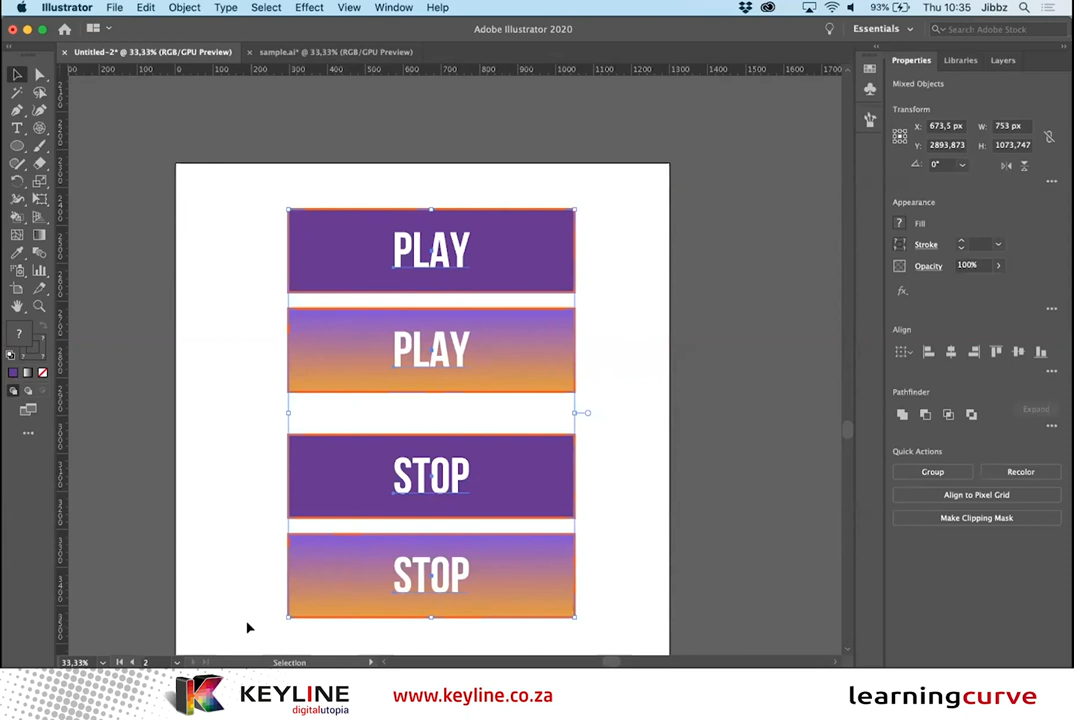 Illustrator File Edit Object Type Select Effect View Window Help 93% Thu 10:35 Jibbz
Adobe Illustrator 2020 Essentials Search Adobe Stock
Untitled-2* @ 33,33% (RGB/GPU Preview) sample.ai* @ 33,33% (RGB/GPU Preview)
Properties Libraries Layers
Mixed Objects
Transform
X: 673,5 px W: 753 px
Y: 2893,873 H: 1073,747
0°
Appearance
? Fill
Stroke
Opacity 100%
fx.
Align
Pathfinder
Expand
Quick Actions
Group Recolor
Align to Pixel Grid
Make Clipping Mask
PLAY
PLAY
STOP
STOP
33,33% 2 Selection
KEYLINE
digitalutopia
www.keyline.co.za
learningcurve